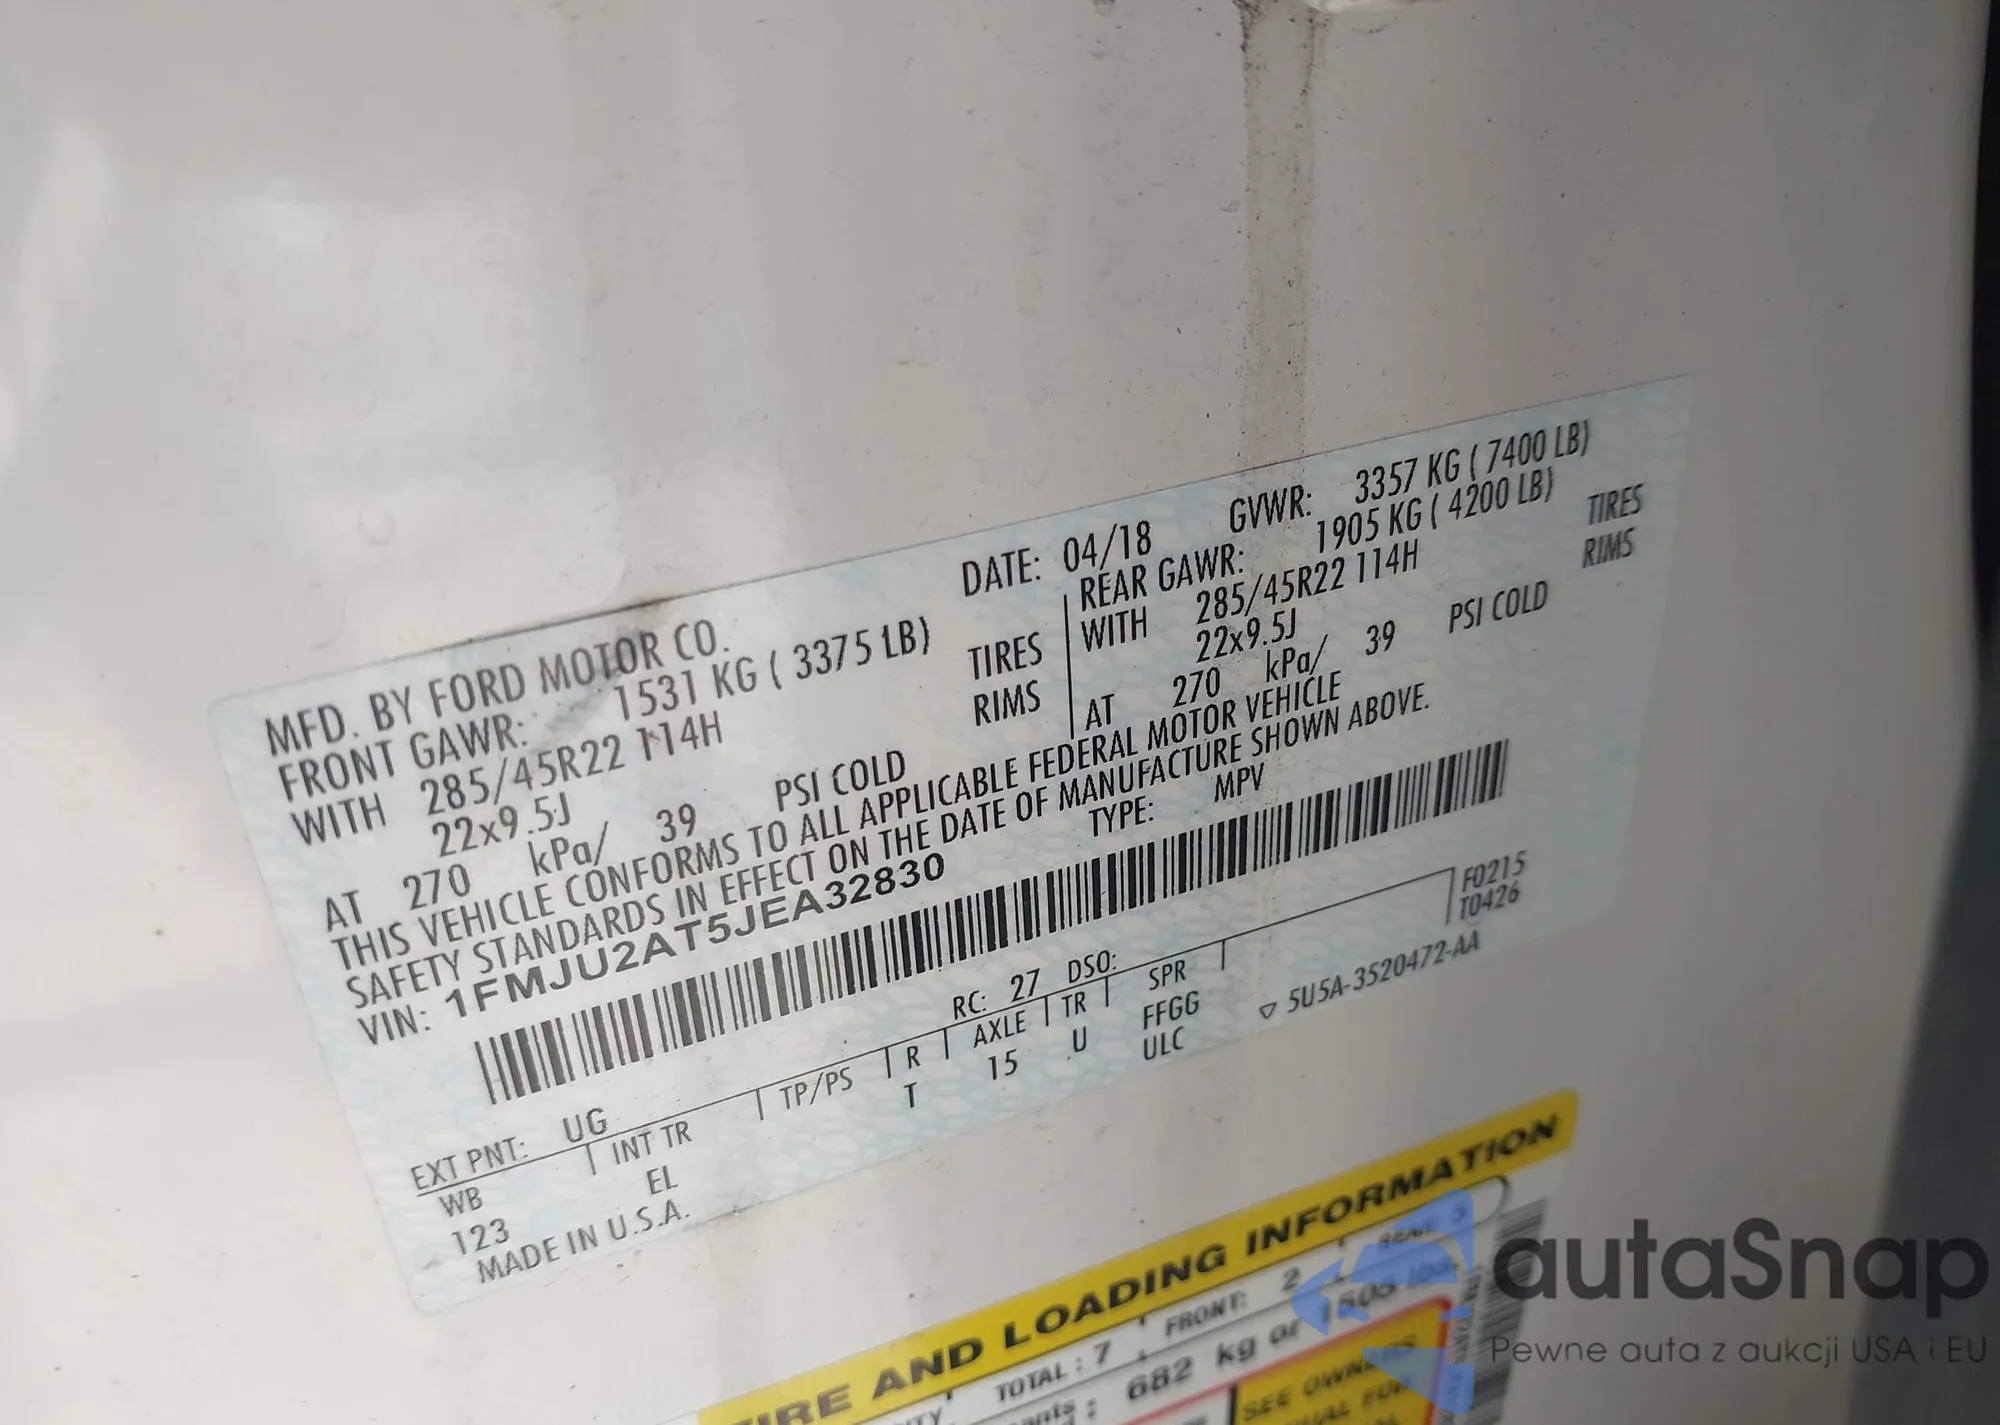 MFD. BY FORD MOTOR CO.
DATE: 04/18
GVWR: 3357 KG ( 7400 LB)
FRONT GAWR: 1531 KG ( 3375 LB)
WITH 285/45R22 114H TIRES
22x9.5J RIMS
AT 270 kPa/ 39 PSI COLD
REAR GAWR: 1905 KG ( 4200 LB)
WITH 285/45R22 114H TIRES
22x9.5J RIMS
AT 270 kPa/ 39 PSI COLD
THIS VEHICLE CONFORMS TO ALL APPLICABLE FEDERAL MOTOR VEHICLE
SAFETY STANDARDS IN EFFECT ON THE DATE OF MANUFACTURE SHOWN ABOVE.
VIN: 1FMJU2AT5JEA32830
TYPE: MPV
F0215
T0426
EXT PNT: UG
RC: 27 DSO:
WB INT TR TP/PS R AXLE TR SPR
123 EL T 15 U FFGG
ULC
MADE IN U.S.A.
▽ 5U5A-3520472-AA
TIRE AND LOADING INFORMATION
TOTAL : 7 FRONT: 2
682 kg or 1505 lbs
SEE OWNERS
autaSnap
Pewne auta z aukcji USA i EU